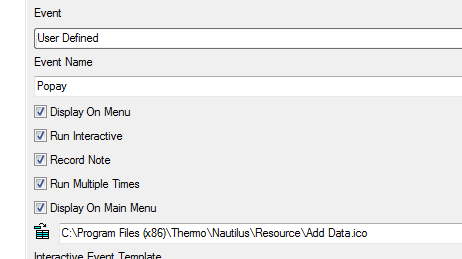 Event
User Defined
Event Name
Popay
Display On Menu
Run Interactive
Record Note
Run Multiple Times
Display On Main Menu
C:\Program Files (x86)\Thermo\Nautilus\Resource\Add Data.ico
Interactive Event Template